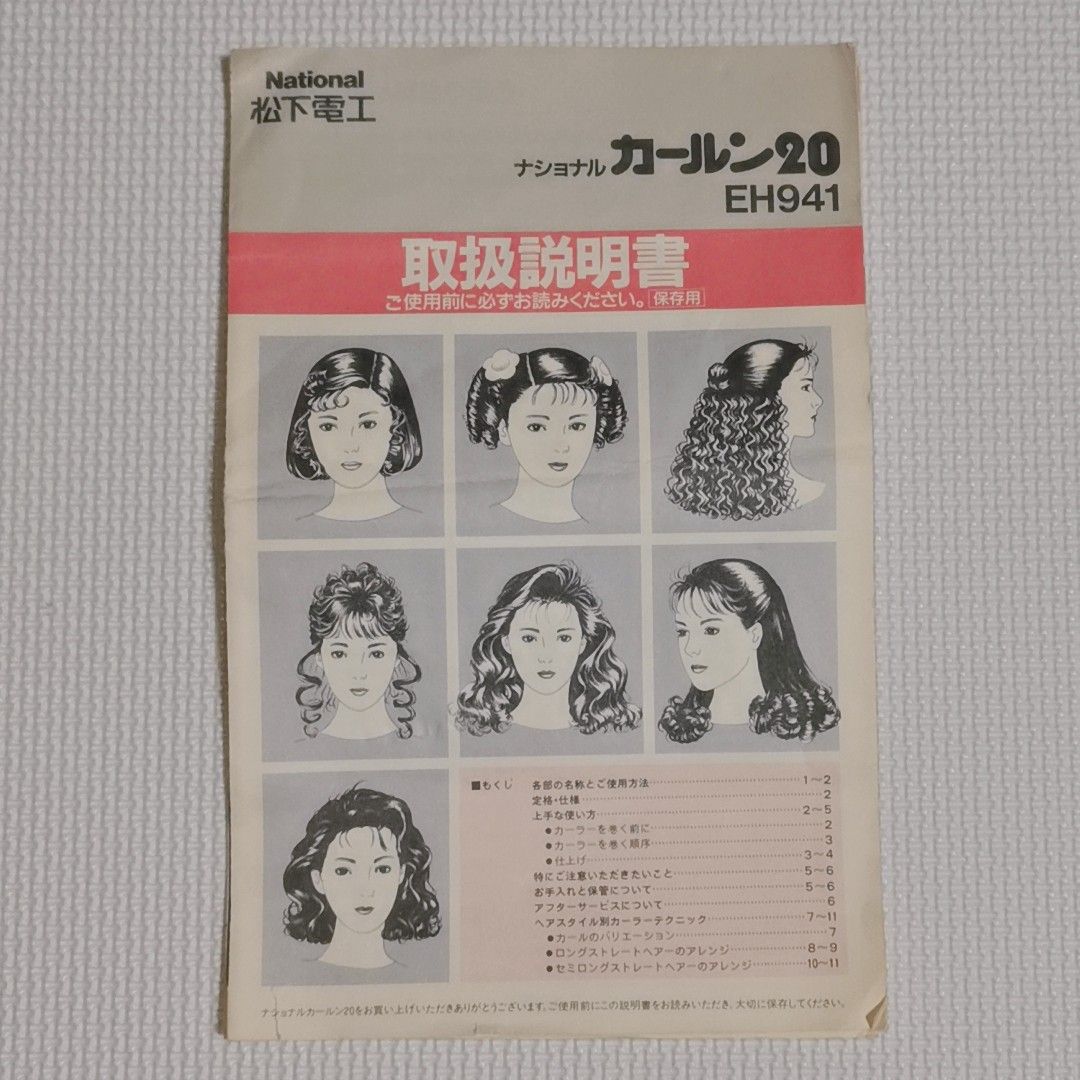 National
松下電工
ナショナル カールン20
EH941
取扱説明書
ご使用前に必ずお読みください。 保存用
■もくじ 各部の名称とご使用方法 1〜2
定格・仕様 2
上手な使い方 2〜5
●カーラーを巻く前に 2
●カーラーを巻く順序 3
●仕上げ 3〜4
特にご注意いただきたいこと 5〜6
お手入れと保管について 5〜6
アフターサービスについて 6
ヘアスタイル別カーラーテクニック 7〜11
●カールのバリエーション 7
●ロングストレートヘアーのアレンジ 8〜9
●セミロングストレートヘアーのアレンジ 10〜11
ナショナルカールン20をお買い上げいただきありがとうございます。ご使用前にこの説明書をお読みいただき、大切に保存してください。